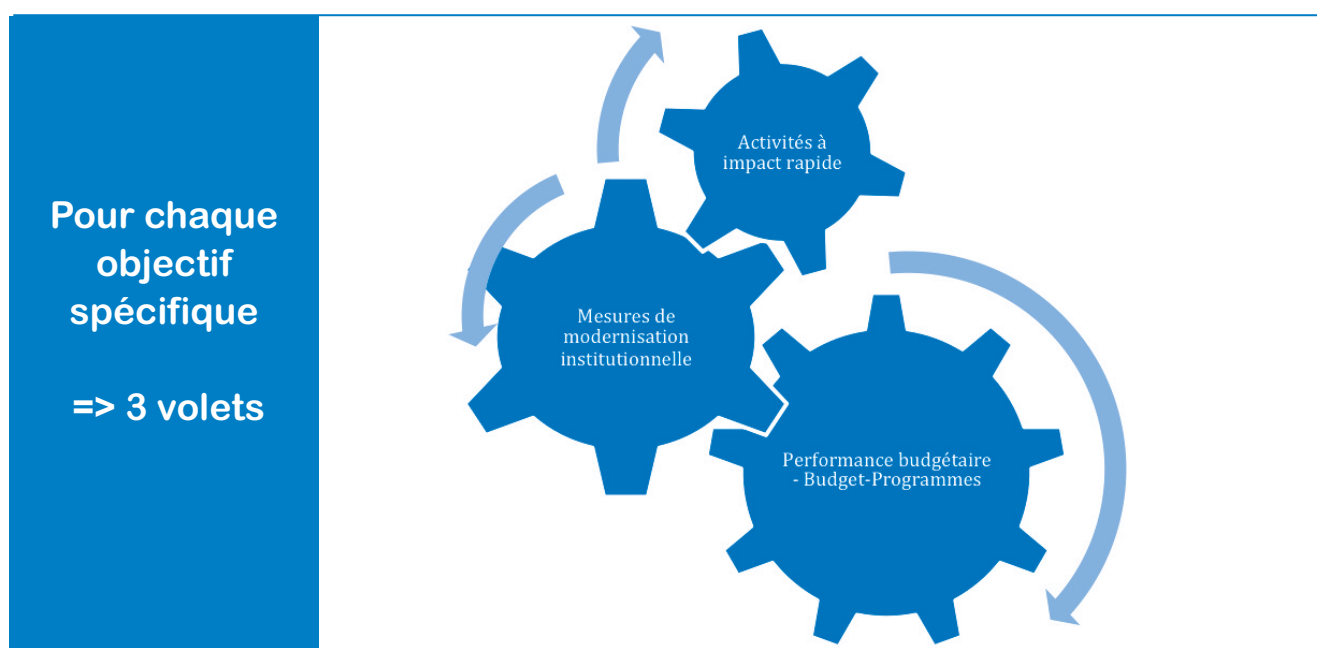 Pour chaque
objectif
spécifique
=> 3 volets
Activités à
impact rapide
Mesures de
modernisation
institutionnelle
Performance budgétaire
- Budget-Programmes